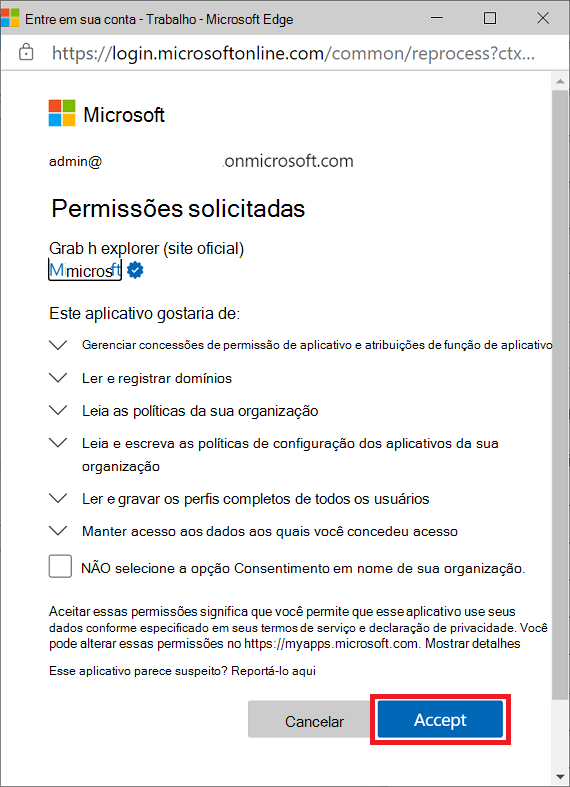 Entre em sua conta - Trabalho - Microsoft Edge
https://login.microsoftonline.com/common/reprocess?ctx...
Microsoft
admin@ .onmicrosoft.com
Permissões solicitadas
Grab h explorer (site oficial)
Mimicrosft
Este aplicativo gostaria de:
Gerenciar concessões de permissão de aplicativo e atribuições de função de aplicativo
Ler e registrar domínios
Leia as políticas da sua organização
Leia e escreva as políticas de configuração dos aplicativos da sua
organização
Ler e gravar os perfis completos de todos os usuários
Manter acesso aos dados aos quais você concedeu acesso
NÃO selecione a opção Consentimento em nome de sua organização.
Aceitar essas permissões significa que você permite que esse aplicativo use seus
dados conforme especificado em seus termos de serviço e declaração de privacidade. Você
pode alterar essas permissões no https://myapps.microsoft.com. Mostrar detalhes
Esse aplicativo parece suspeito? Reportá-lo aqui
Cancelar
Accept